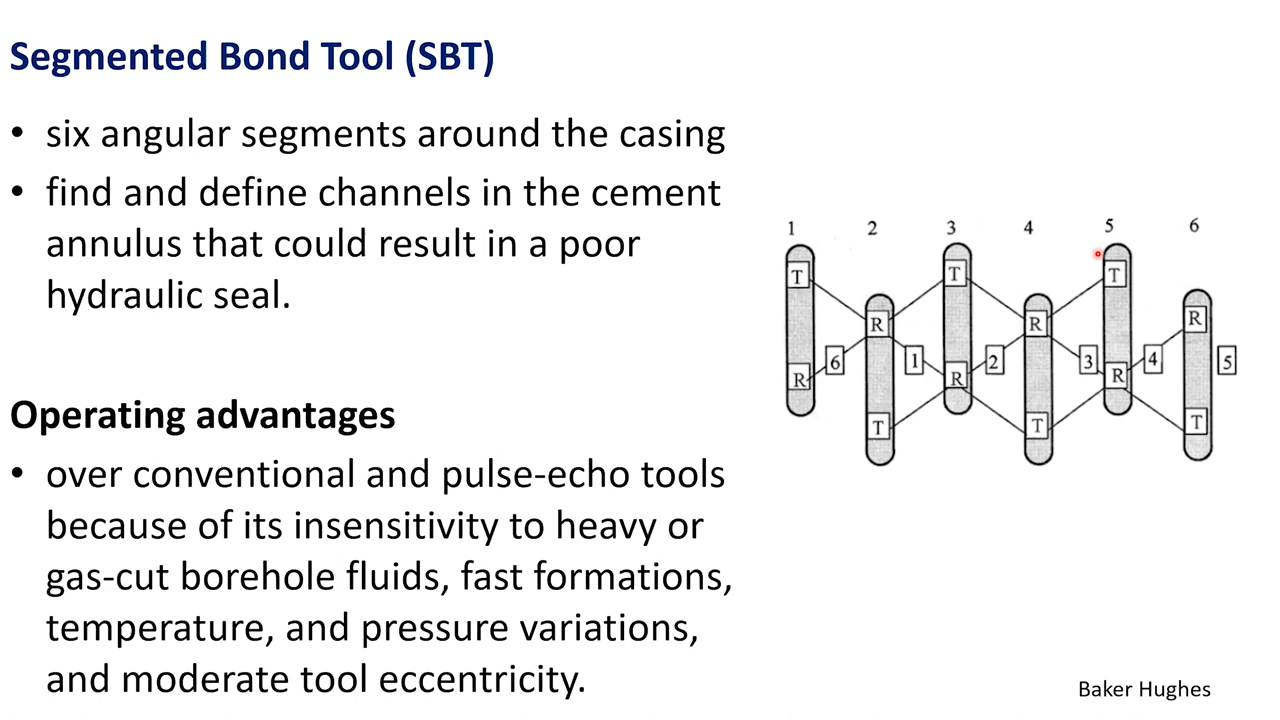 Segmented Bond Tool (SBT)
• six angular segments around the casing
• find and define channels in the cement
annulus that could result in a poor
hydraulic seal.
Operating advantages
• over conventional and pulse-echo tools
because of its insensitivity to heavy or
gas-cut borehole fluids, fast formations,
temperature, and pressure variations,
and moderate tool eccentricity.
1 2 3 4 5 6
T T T
R R R
6 1 2 3 4 5
R R R
T T T
Baker Hughes